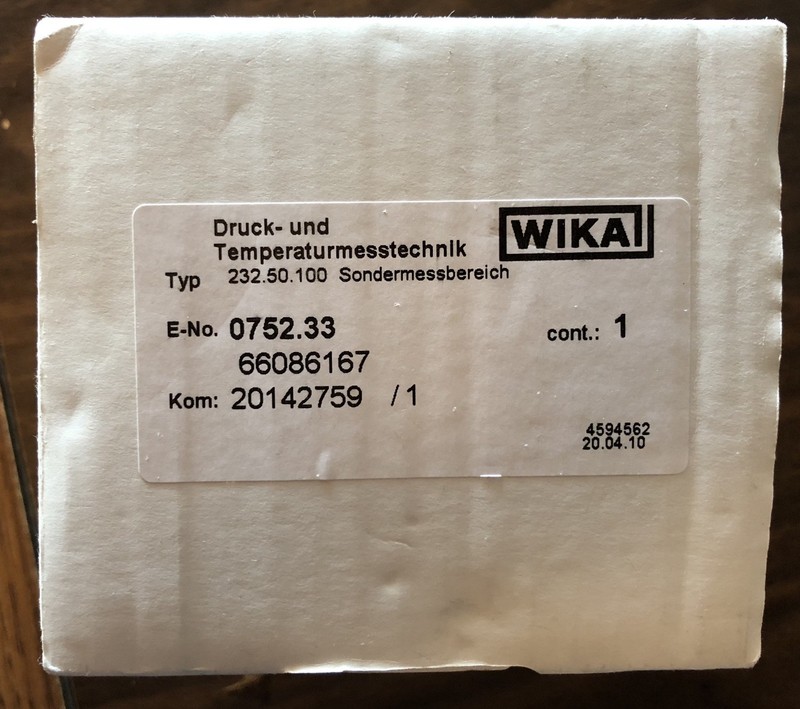 Druck- und
Temperaturmesstechnik
WIKA
Typ 232.50.100 Sondermessbereich
E-No. 0752.33
cont.: 1
66086167
Kom: 20142759 / 1
4594562
20.04.10